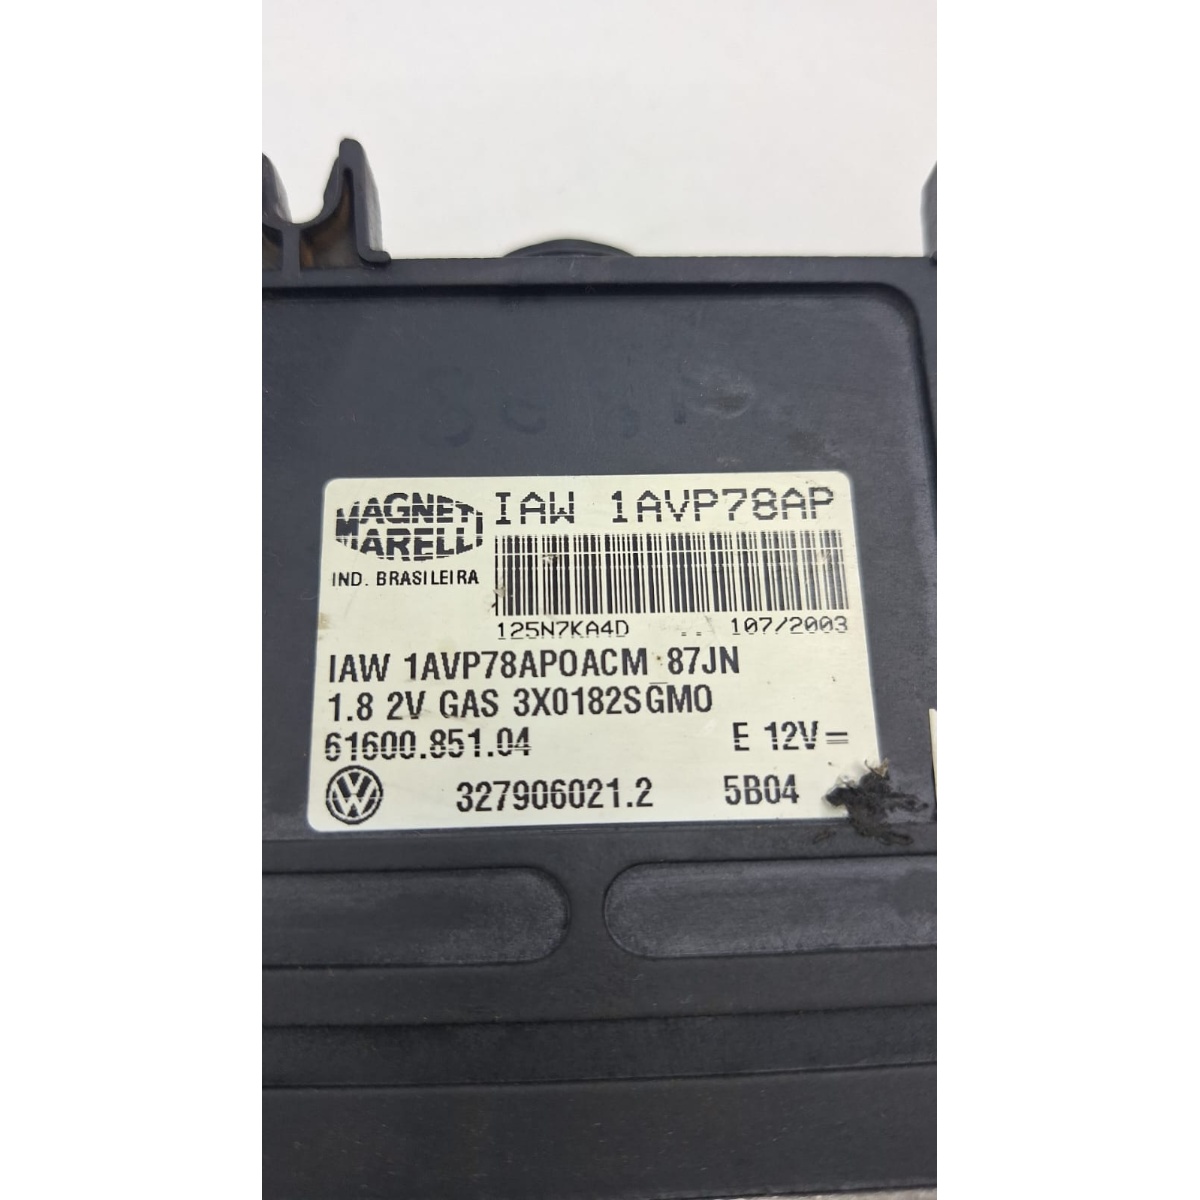 MAGNETI MARELLI
IAW 1AVP78AP
IND. BRASILEIRA
125N7KA4D 107/2003
IAW 1AVP78APOACM 87JN
1.8 2V GAS 3X0182SGMO
61600.851.04 E 12V=
VW 327906021.2 5B04